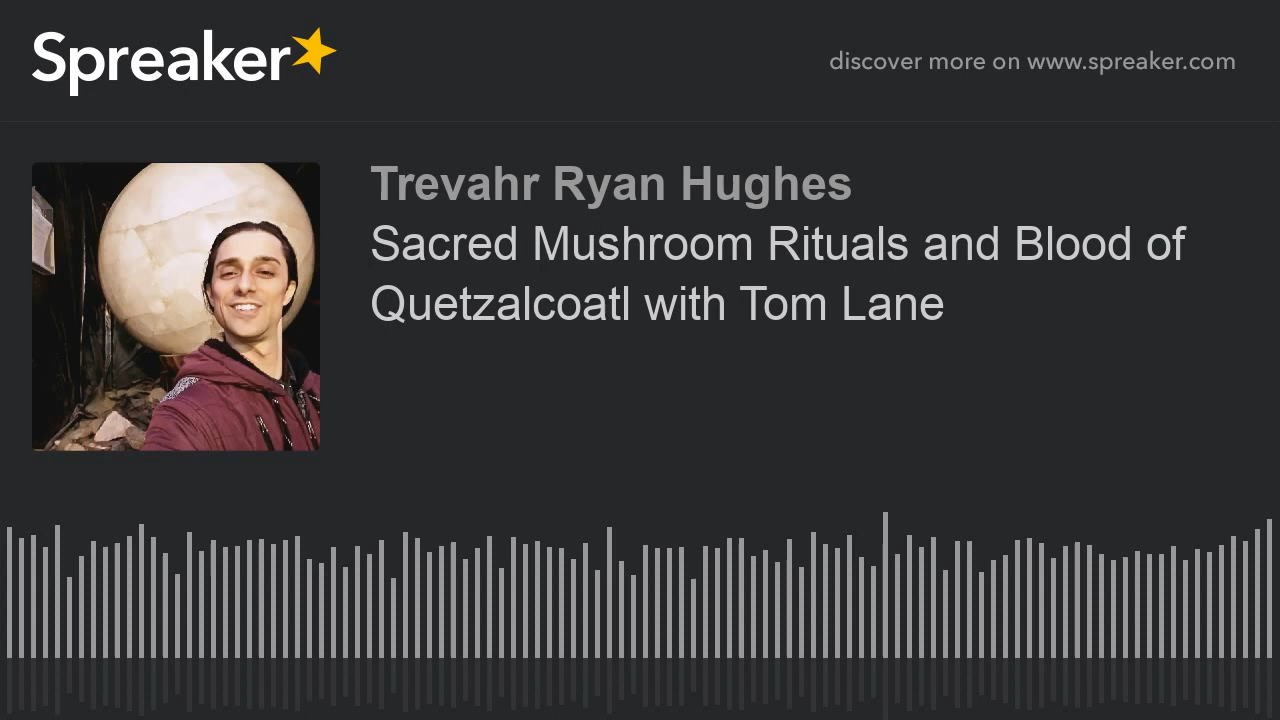 Spreaker
discover more on www.spreaker.com
Trevahr Ryan Hughes
Sacred Mushroom Rituals and Blood of
Quetzalcoatl with Tom Lane